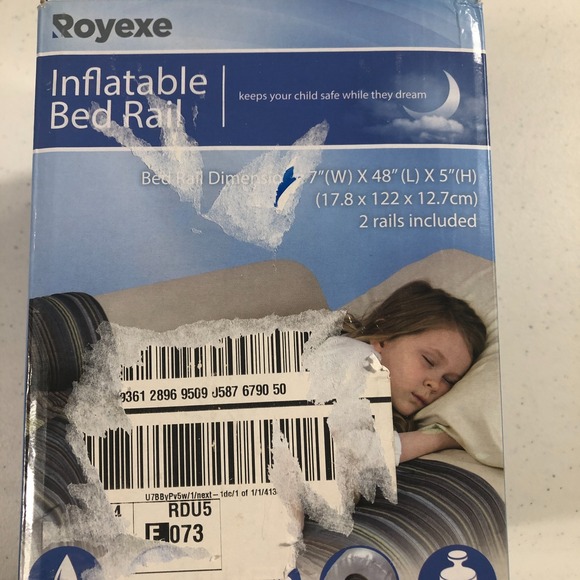 Royexe
Inflatable
Bed Rail
keeps your child safe while they dream
Bed Rail Dimensio 7"(W) X 48" (L) X 5"(H)
(17.8 x 122 x 12.7cm)
2 rails included
9361 2896 9509 0587 6790 50
RDU5
E 073